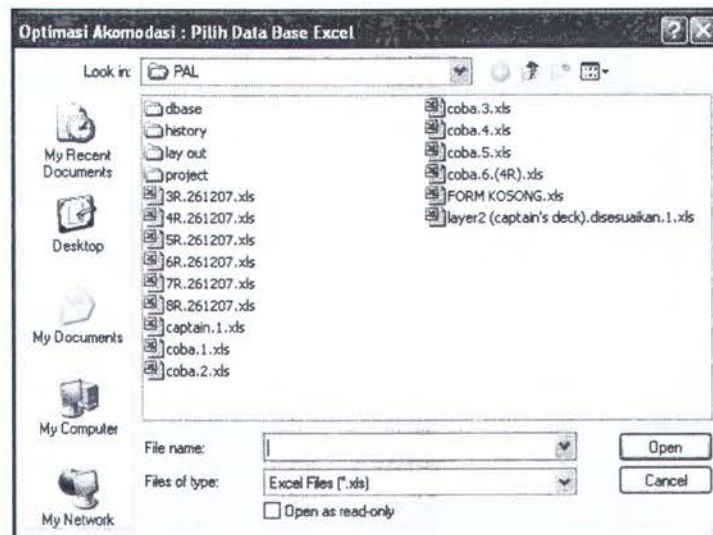 Optimasi Akomodasi : Pilih Data Base Excel
Look in:
PAL
My Recent
Documents
Desktop
My Documents
My Computer
My Network
dbase
history
lay out
project
3R.261207.xls
4R.261207.xls
5R.261207.xls
6R.261207.xls
7R.261207.xls
8R.261207.xls
captain.1.xls
coba.1.xls
coba.2.xls
coba.3.xls
coba.4.xls
coba.5.xls
coba.6.(4R).xls
FORM KOSONG.xls
layer2 (captain's deck).disesuaikan.1.xls
File name:
Open
Files of type:
Excel Files (*.xls)
Cancel
Open as read-only